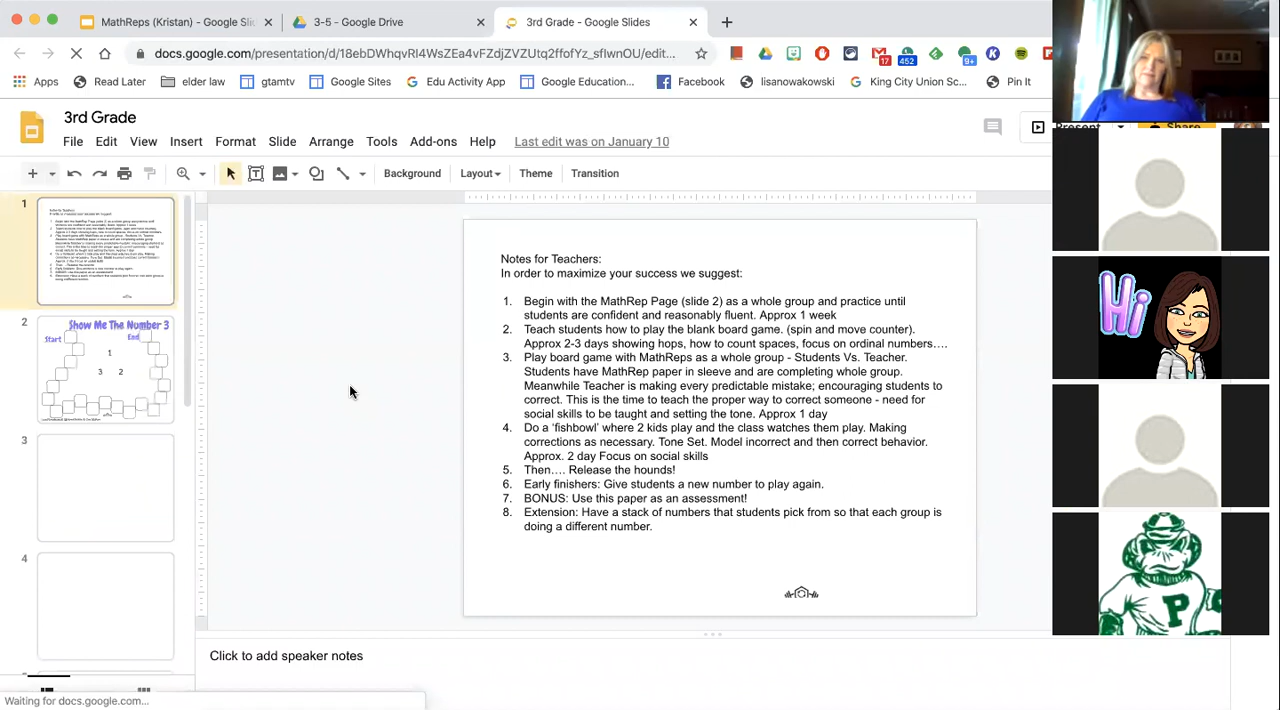 MathReps (Kristan) - Google Sli
3-5 - Google Drive
3rd Grade - Google Slides
docs.google.com/presentation/d/18ebDWhqvRI4WsZEa4vFZdjZVZUtq2ffofYz_sfIwnOU/edit...
17
452
9+
Apps
Read Later
elder law
gtamtv
Google Sites
Edu Activity App
Google Education...
Facebook
lisanowakowski
King City Union Sc...
Pin It
3rd Grade
File Edit View Insert Format Slide Arrange Tools Add-ons Help Last edit was on January 10
Present
Share
Background Layout Theme Transition
1
2
Show Me The Number 3
Start
End
1
3 2
3
4
Notes for Teachers:
In order to maximize your success we suggest:
1. Begin with the MathRep Page (slide 2) as a whole group and practice until
students are confident and reasonably fluent. Approx 1 week
2. Teach students how to play the blank board game. (spin and move counter).
Approx 2-3 days showing hops, how to count spaces, focus on ordinal numbers….
3. Play board game with MathReps as a whole group - Students Vs. Teacher.
Students have MathRep paper in sleeve and are completing whole group.
Meanwhile Teacher is making every predictable mistake; encouraging students to
correct. This is the time to teach the proper way to correct someone - need for
social skills to be taught and setting the tone. Approx 1 day
4. Do a ‘fishbowl’ where 2 kids play and the class watches them play. Making
corrections as necessary. Tone Set. Model incorrect and then correct behavior.
Approx. 2 day Focus on social skills
5. Then…. Release the hounds!
6. Early finishers: Give students a new number to play again.
7. BONUS: Use this paper as an assessment!
8. Extension: Have a stack of numbers that students pick from so that each group is
doing a different number.
Click to add speaker notes
Waiting for docs.google.com...
Hi
P